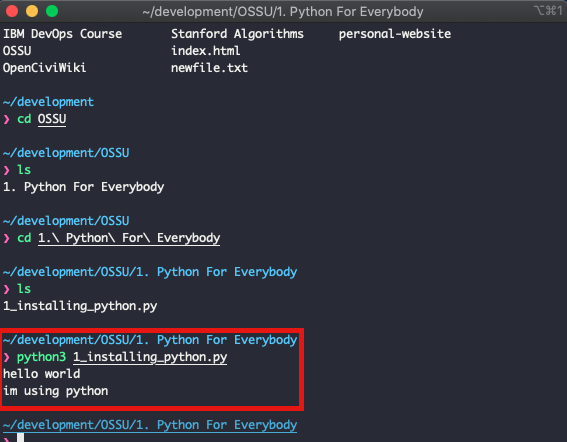 ~/development/OSSU/1. Python For Everybody
⌥⌘1
IBM DevOps Course Stanford Algorithms personal-website
OSSU index.html
OpenCiviWiki newfile.txt
~/development
❯ cd OSSU
~/development/OSSU
❯ ls
1. Python For Everybody
~/development/OSSU
❯ cd 1.\ Python\ For\ Everybody
~/development/OSSU/1. Python For Everybody
❯ ls
1_installing_python.py
~/development/OSSU/1. Python For Everybody
❯ python3 1_installing_python.py
hello world
im using python
~/development/OSSU/1. Python For Everybody
❯